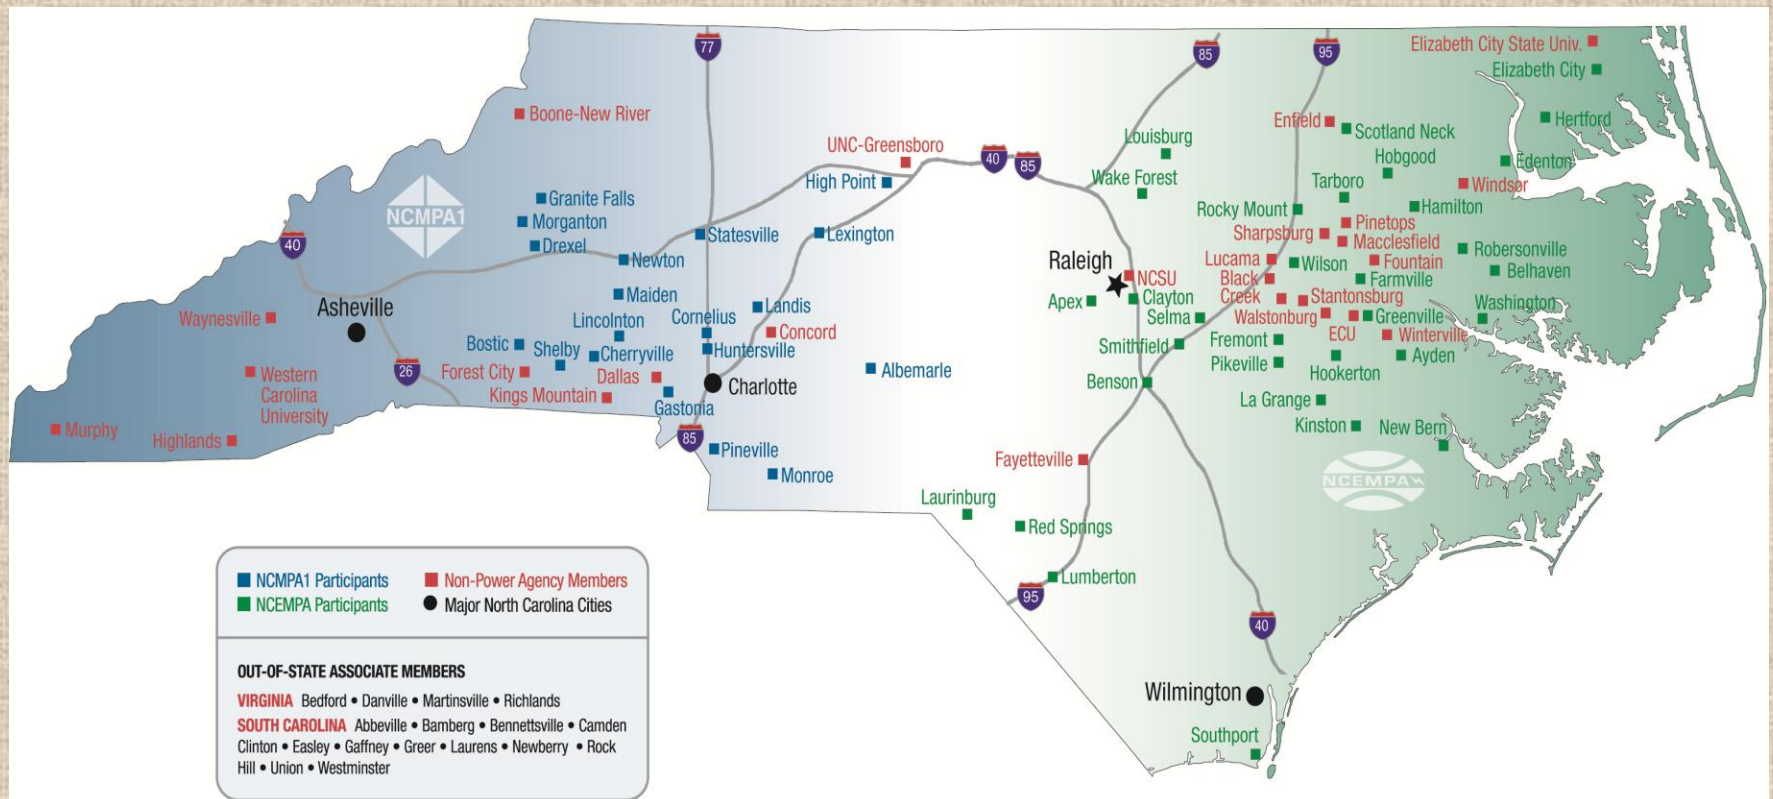 77
85
95
Elizabeth City State Univ.
Elizabeth City
Boone-New River
Hertford
Enfield
Scotland Neck
Louisburg
UNC-Greensboro
40
85
Hobgood
Edenton
High Point
Wake Forest
Tarboro
Windsor
Granite Falls
NCMPA1
Morganton
Rocky Mount
Hamilton
Pinetops
Statesville
Lexington
Sharpsburg
Macclesfield
40
Drexel
Robersonville
Newton
Raleigh
Lucama
Wilson
Fountain
Belhaven
NCSU
Black
Creek
Farmville
Maiden
Landis
Apex
Clayton
Stantonsburg
Washington
Asheville
Waynesville
Lincolnton
Cornelius
Concord
Selma
Walstonburg
Greenville
ECU
Winterville
Bostic
Shelby
Cherryville
Huntersville
Smithfield
Fremont
Pikeville
Hookerton
Ayden
26
Forest City
Dallas
Charlotte
Albemarle
Benson
Western
Carolina
University
Kings Mountain
Gastonia
La Grange
Murphy
Highlands
85
Kinston
New Bern
Pineville
Monroe
Fayetteville
NCEMPA
Laurinburg
Red Springs
Lumberton
95
40
Wilmington
Southport
NCMPA1 Participants
Non-Power Agency Members
NCEMPA Participants
Major North Carolina Cities
OUT-OF-STATE ASSOCIATE MEMBERS
VIRGINIA Bedford • Danville • Martinsville • Richlands
SOUTH CAROLINA Abbeville • Bamberg • Bennettsville • Camden
Clinton • Easley • Gaffney • Greer • Laurens • Newberry • Rock
Hill • Union • Westminster